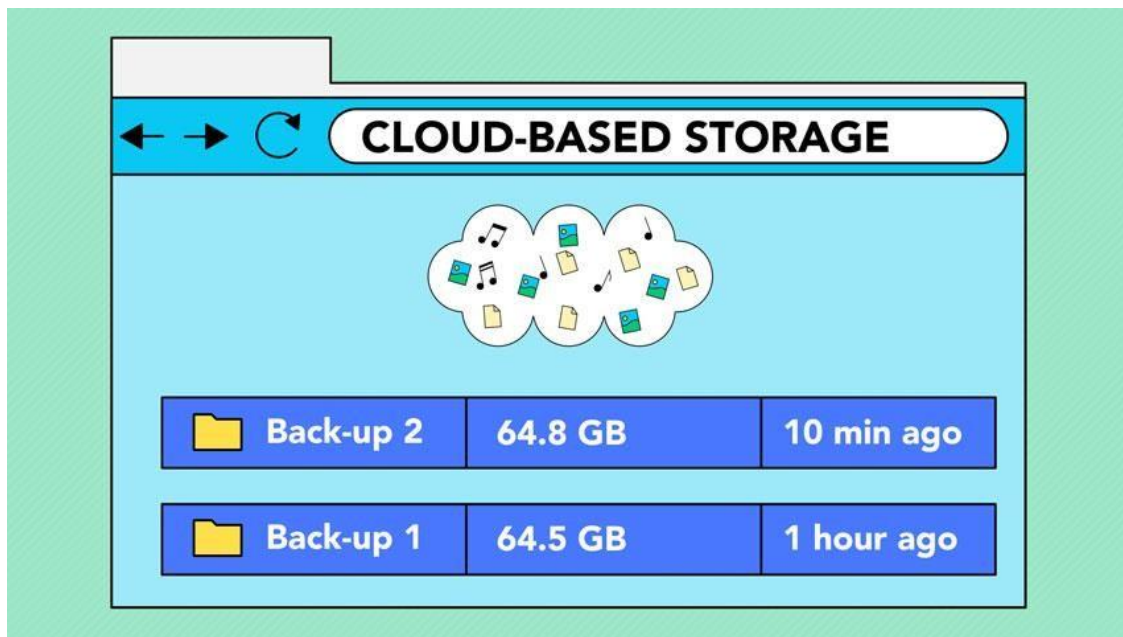 CLOUD-BASED STORAGE
Back-up 2 64.8 GB 10 min ago
Back-up 1 64.5 GB 1 hour ago